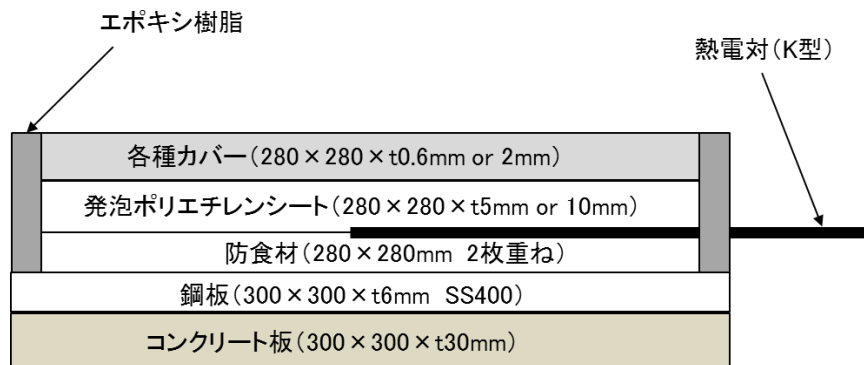 エポキシ樹脂
熱電対(K型)
各種カバー(280×280×t0.6mm or 2mm)
発泡ポリエチレンシート(280×280×t5mm or 10mm)
防食材(280×280mm 2枚重ね)
鋼板(300×300×t6mm SS400)
コンクリート板(300×300×t30mm)